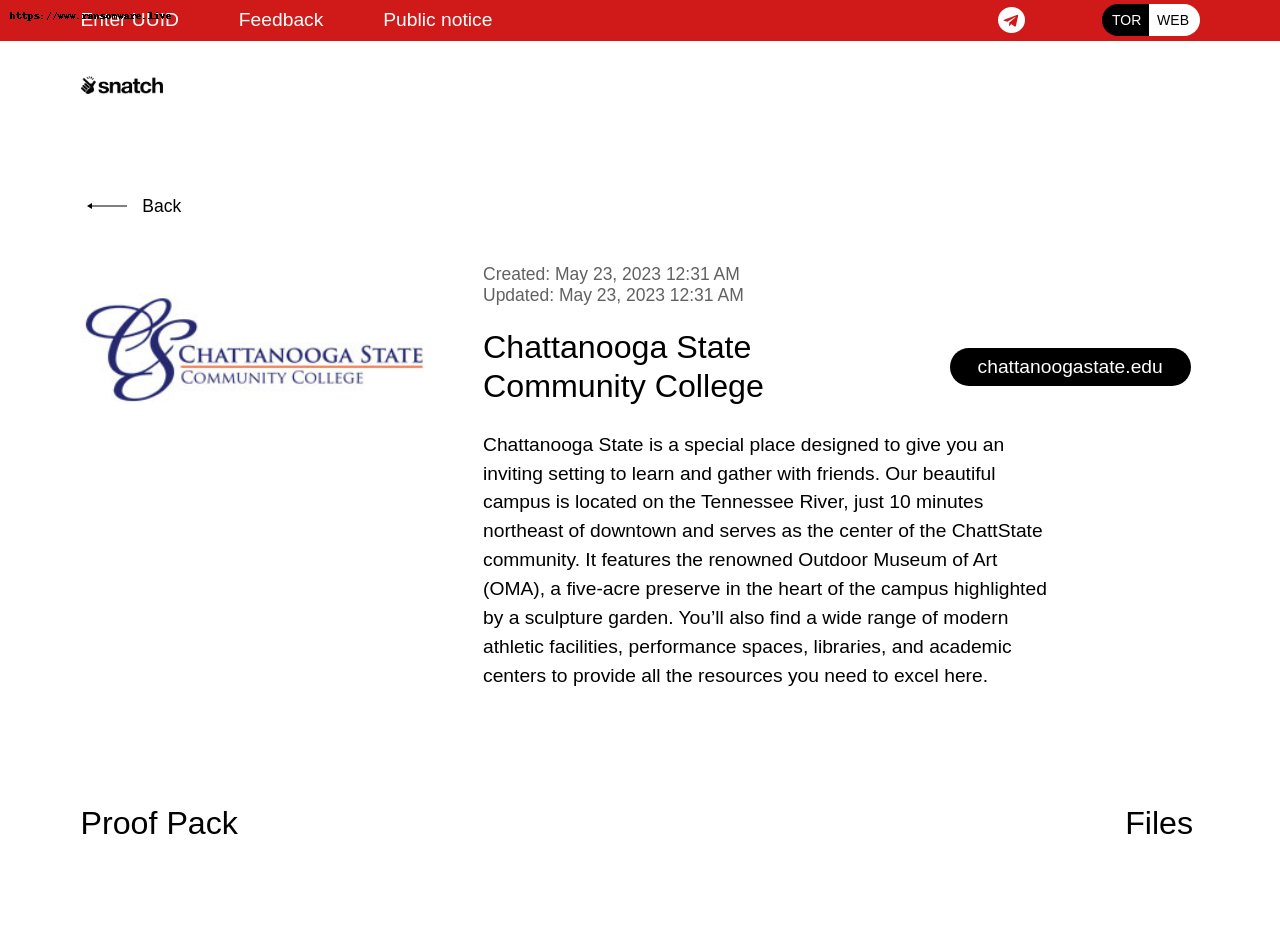 https://www.ransomware.live
Enter UUID Feedback Public notice TOR WEB
snatch
Back
Created: May 23, 2023 12:31 AM
Updated: May 23, 2023 12:31 AM
CS CHATTANOOGA STATE
COMMUNITY COLLEGE
Chattanooga State
Community College
chattanoogastate.edu
Chattanooga State is a special place designed to give you an
inviting setting to learn and gather with friends. Our beautiful
campus is located on the Tennessee River, just 10 minutes
northeast of downtown and serves as the center of the ChattState
community. It features the renowned Outdoor Museum of Art
(OMA), a five-acre preserve in the heart of the campus highlighted
by a sculpture garden. You’ll also find a wide range of modern
athletic facilities, performance spaces, libraries, and academic
centers to provide all the resources you need to excel here.
Proof Pack Files